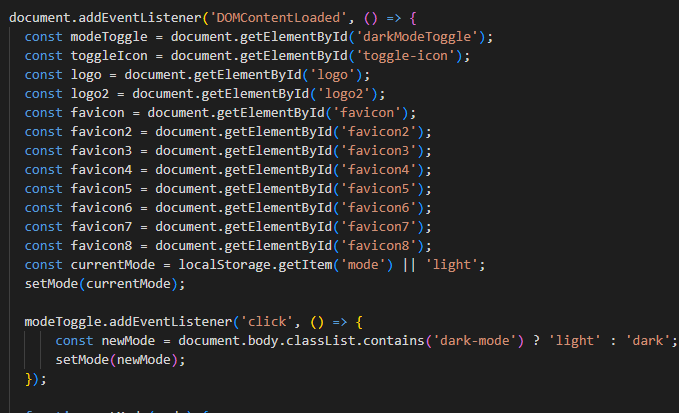 document.addEventListener('DOMContentLoaded', () => {
const modeToggle = document.getElementById('darkModeToggle');
const toggleIcon = document.getElementById('toggle-icon');
const logo = document.getElementById('logo');
const logo2 = document.getElementById('logo2');
const favicon = document.getElementById('favicon');
const favicon2 = document.getElementById('favicon2');
const favicon3 = document.getElementById('favicon3');
const favicon4 = document.getElementById('favicon4');
const favicon5 = document.getElementById('favicon5');
const favicon6 = document.getElementById('favicon6');
const favicon7 = document.getElementById('favicon7');
const favicon8 = document.getElementById('favicon8');
const currentMode = localStorage.getItem('mode') || 'light';
setMode(currentMode);
modeToggle.addEventListener('click', () => {
const newMode = document.body.classList.contains('dark-mode') ? 'light' : 'dark';
setMode(newMode);
});